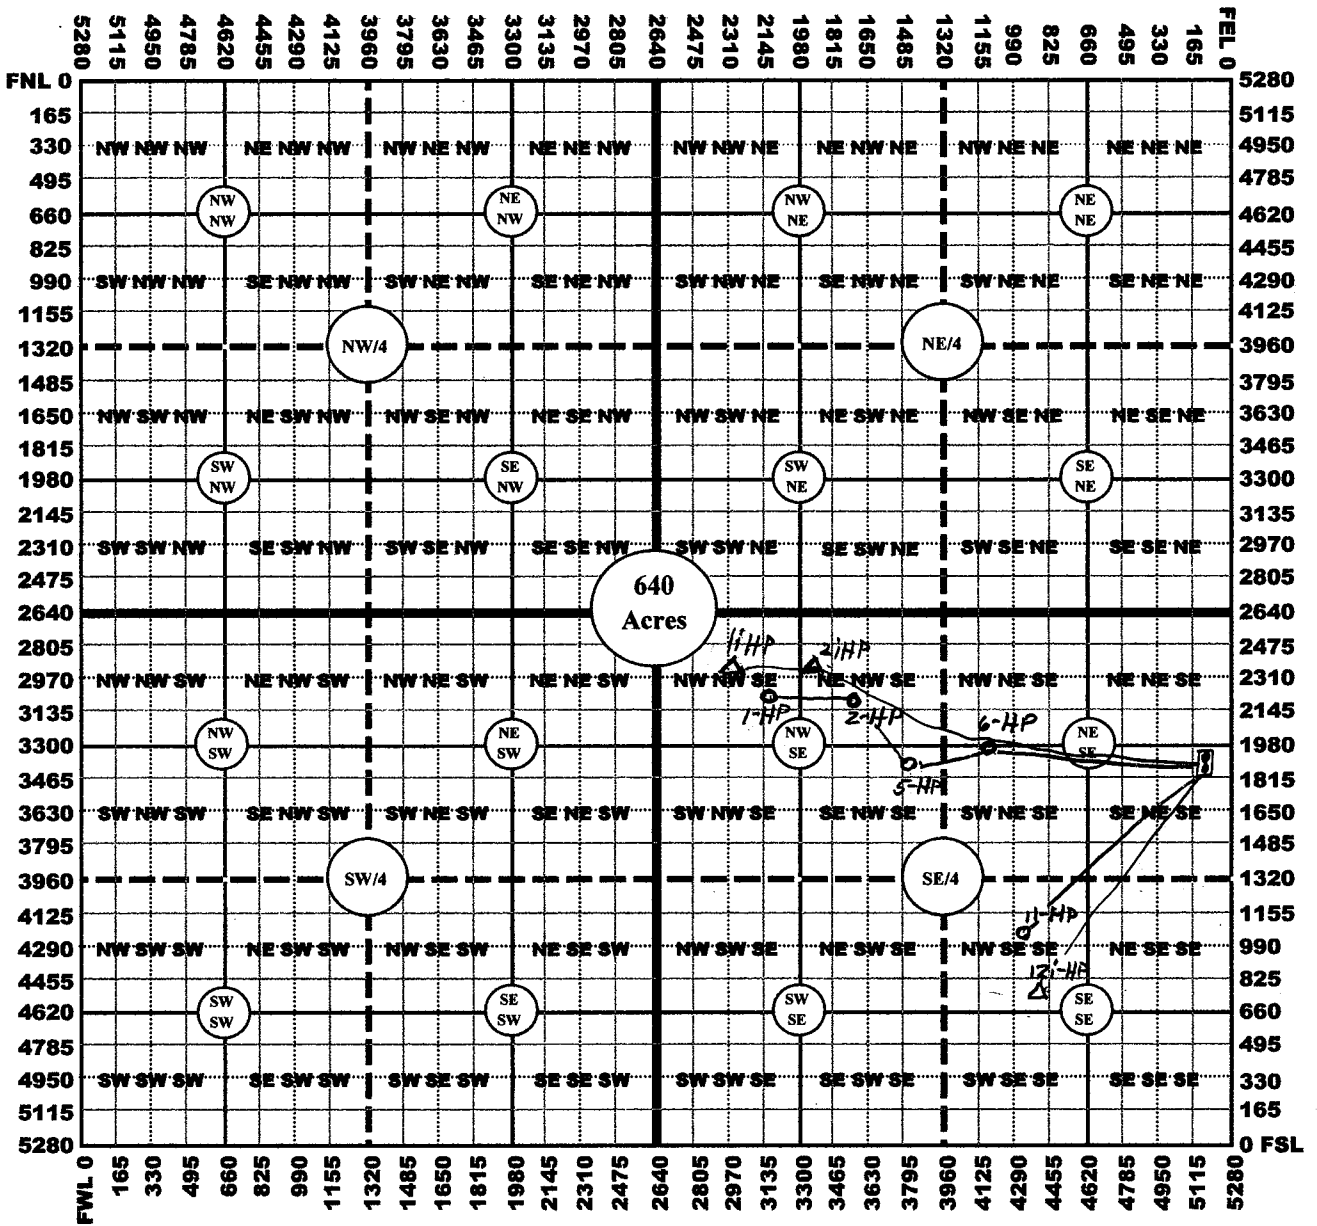 5280 5115 4950 4785 4620 4455 4290 4125 3960 3795 3630 3465 3300 3135 2970 2805 2640 2475 2310 2145 1980 1815 1650 1485 1320 1155 990 825 660 495 330 165 FEL 0
FNL 0 5280
165 5115
330 NW NW NW NE NW NW NW NE NW NE NE NW NW NW NE NE NW NE NW NE NE NE NE NE 4950
495 4785
NW NE NW NE
660 NW NW NE NE 4620
825 4455
990 SW NW NW SE NW NW SW NE NW SE NE NW SW NW NE SE NW NE SW NE NE SE NE NE 4290
1155 4125
1320 NW/4 NE/4 3960
1485 3795
1650 NW SW NW NE SW NW NW SE NW NE SE NW NW SW NE NE SW NE NW SE NE NE SE NE 3630
1815 3465
SW SE SW SE
1980 NW NW NE NE 3300
2145 3135
2310 SW SW NW SE SW NW SW SE NW SE SE NW SW SW NE SE SW NE SW SE NE SE SE NE 2970
2475 640 2805
2640 Acres 2640
2805 1iHP 2iHP 2475
2970 NW NW SW NE NW SW NW NE SW NE NE SW NW NW SE NE NW SE NW NE SE NE NE SE 2310
3135 1-HP 2-HP 6-HP 2145
NW NE NW NE
3300 SW SW SE SE 1980
3465 5-HP 1815
3630 SW NW SW SE NW SW SW NE SW SE NE SW SW NW SE SE NW SE SW NE SE SE NE SE 1650
3795 1485
3960 SW/4 SE/4 1320
4125 11-HP 1155
4290 NW SW SW NE SW SW NW SE SW NE SE SW NW SW SE NE SW SE NW SE SE NE SE SE 990
4455 12i-HP 825
SW SE SW SE
4620 SW SW SE SE 660
4785 495
4950 SW SW SW SE SW SW SW SE SW SE SE SW SW SW SE SE SW SE SW SE SE SE SE SE 330
5115 165
5280 0 FSL
FWL 0 165 330 495 660 825 990 1155 1320 1485 1650 1815 1980 2145 2310 2475 2640 2805 2970 3135 3300 3465 3630 3795 3960 4125 4290 4455 4620 4785 4950 5115 5280